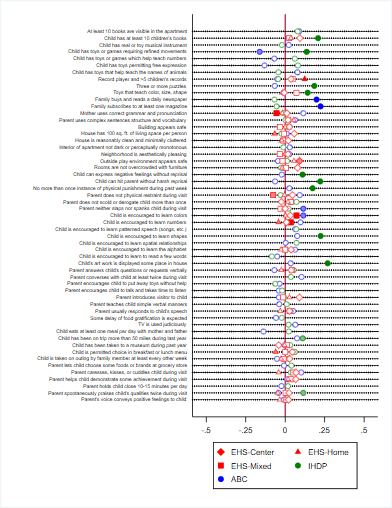 At least 10 books are visible in the apartment
Child has at least 10 children's books
Child has real or toy musical instrument
Child has toys or games requiring refined movements
Child has toys or games which help teach numbers
Child has toys permitting free expression
Child has toys that help teach the names of animals
Record player and >5 children's records
Three or more puzzles
Toys that teach color, size, shape
Family buys and reads a daily newspaper
Family subscribes to at least one magazine
Mother uses correct grammar and pronunciation
Parent uses complex sentences structure and vocabulary
Building appears safe
House has 100 sq. ft. of living space per person
House is reasonably clean and minimally cluttered
Interior of apartment not dark or perceptually monotonous
Neighborhood is aesthetically pleasing
Outside play environment appears safe
Rooms are not overcrowded with furniture
Child can express negative feelings without reprisal
Child can hit parent without harsh reprisal
No more than once instance of physical punishment during past week
Parent does not physical restraint during visit
Parent does not scold or derogate child more than once
Parent neither slaps nor spanks child during visit
Child is encouraged to learn colors
Child is encouraged to learn numbers
Child is encouraged to learn patterned speech (songs, etc.)
Child is encouraged to learn shapes
Child is encouraged to learn spatial relationships
Child is encouraged to learn the alphabet
Child is encouraged to learn to read a few words
Child's art work is displayed some place in house
Parent answers child's questions or requests verbally
Parent converses with child at least twice during visit
Parent encourages child to put away toys without help
Parent encourages child to talk and takes time to listen
Parent introduces visitor to child
Parent teaches child simple verbal manners
Parent usually responds to child's speech
Some delay of food gratification is expected
TV is used judiciously
Child eats at least one meal per day with mother and father
Child has been on trip more than 50 miles during last year
Child has been taken to a museum during past year
Child is permitted choice in breakfast or lunch menu
Child is taken on outing by family member at least every other week
Parent lets child choose some foods or brands at grocery store
Parent caresses, kisses, or cuddles child during visit
Parent helps child demonstrate some achievement during visit
Parent holds child close 10-15 minutes per day
Parent spontaneously praises child's qualities twice during visit
Parent's voice conveys positive feelings to child
-.5 -.25 0 .25 .5
EHS-Center EHS-Home
EHS-Mixed IHDP
ABC